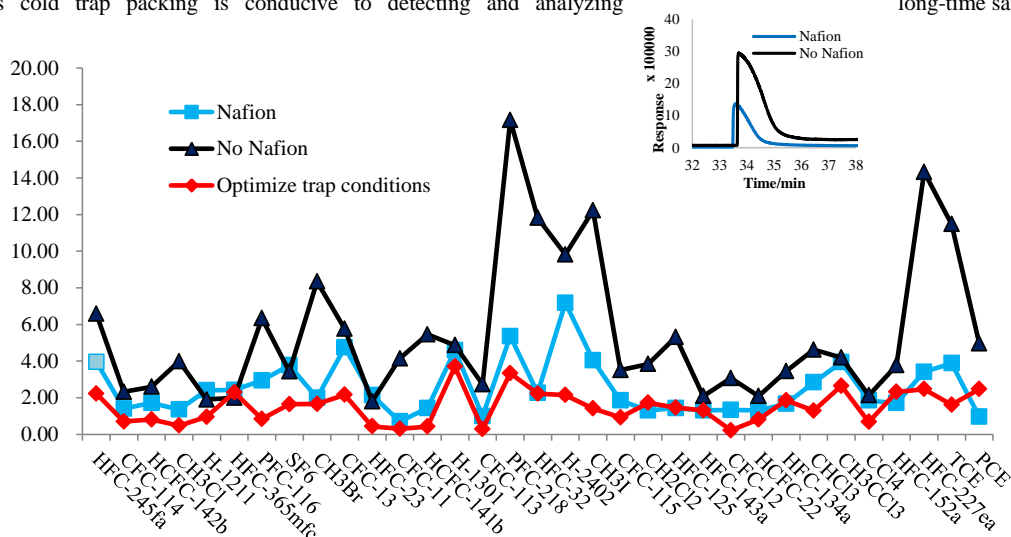 s cold trap packing is conducive to detecting and analyzing
long-time sa
40
30
20
10
0
x 100000
Response
Nafion
No Nafion
32 33 34 35 36 37 38
Time/min
20.00
18.00
16.00
14.00
12.00
10.00
8.00
6.00
4.00
2.00
0.00
Nafion
No Nafion
Optimize trap conditions
HFC-245fa
CFC-114
HCFC-142b
CH3Cl
H-1211
HFC-365mfc
PFC-116
SF6
CH3Br
CFC-13
HFC-23
CFC-11
HCFC-141b
H-1301
CFC-113
PFC-218
HFC-32
H-2402
CH3I
CFC-115
CH2Cl2
HFC-125
HFC-143a
CFC-12
HCFC-22
HFC-134a
CHCl3
CH3CCl3
CCl4
HFC-152a
HFC-227ea
TCE
PCE